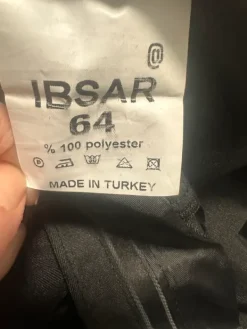 @
IBSAR
64
% 100 polyester
MADE IN TURKEY